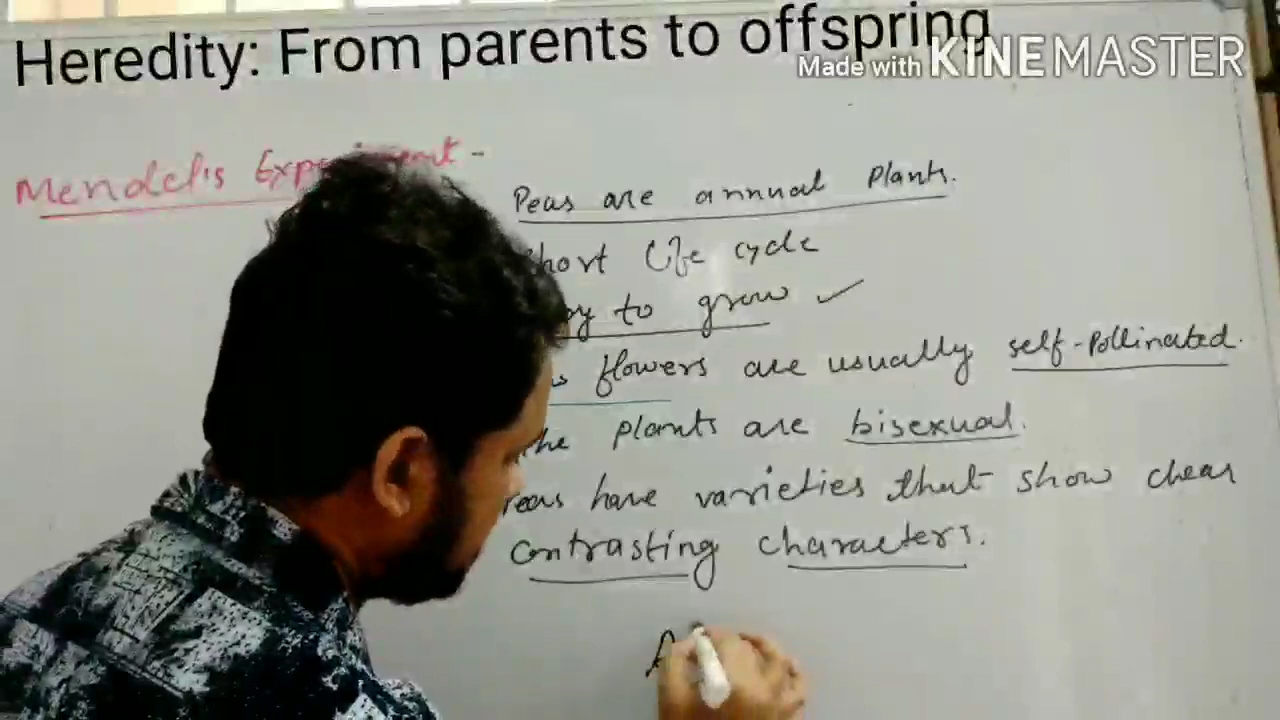 Heredity: From parents to offspring
Made with KINEMASTER
Mendel's Experiment -
Peas are annual Plants.
Short life cycle
to grow ✓
flowers are usually self-Pollinated.
The plants are bisexual.
Peas have varieties that show clear
Contrasting characters.
A